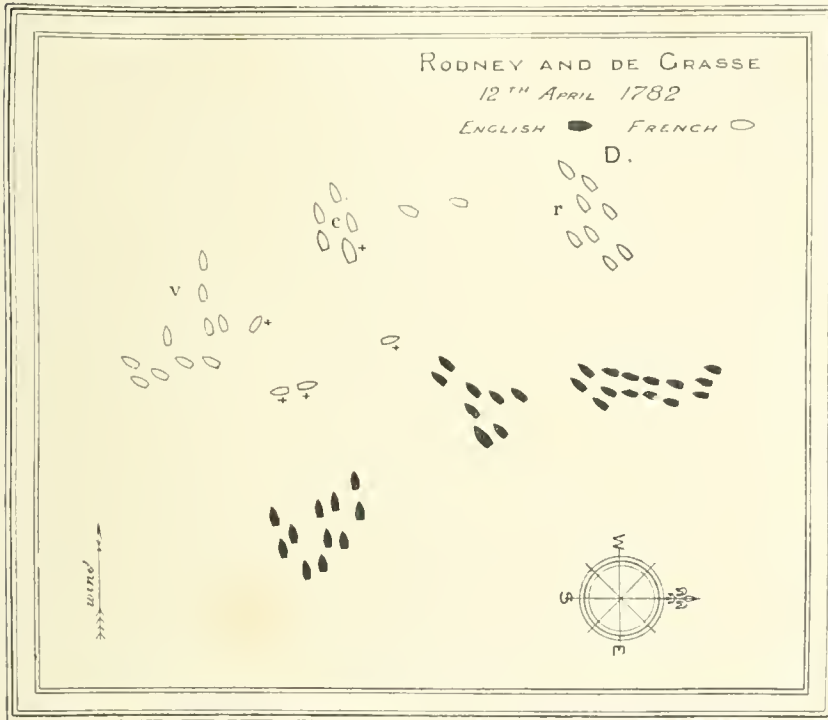 RODNEY AND DE GRASSE
12TH APRIL 1782
ENGLISH FRENCH
D.
r
c
+
v
+
+
+ +
wind
W
S
E